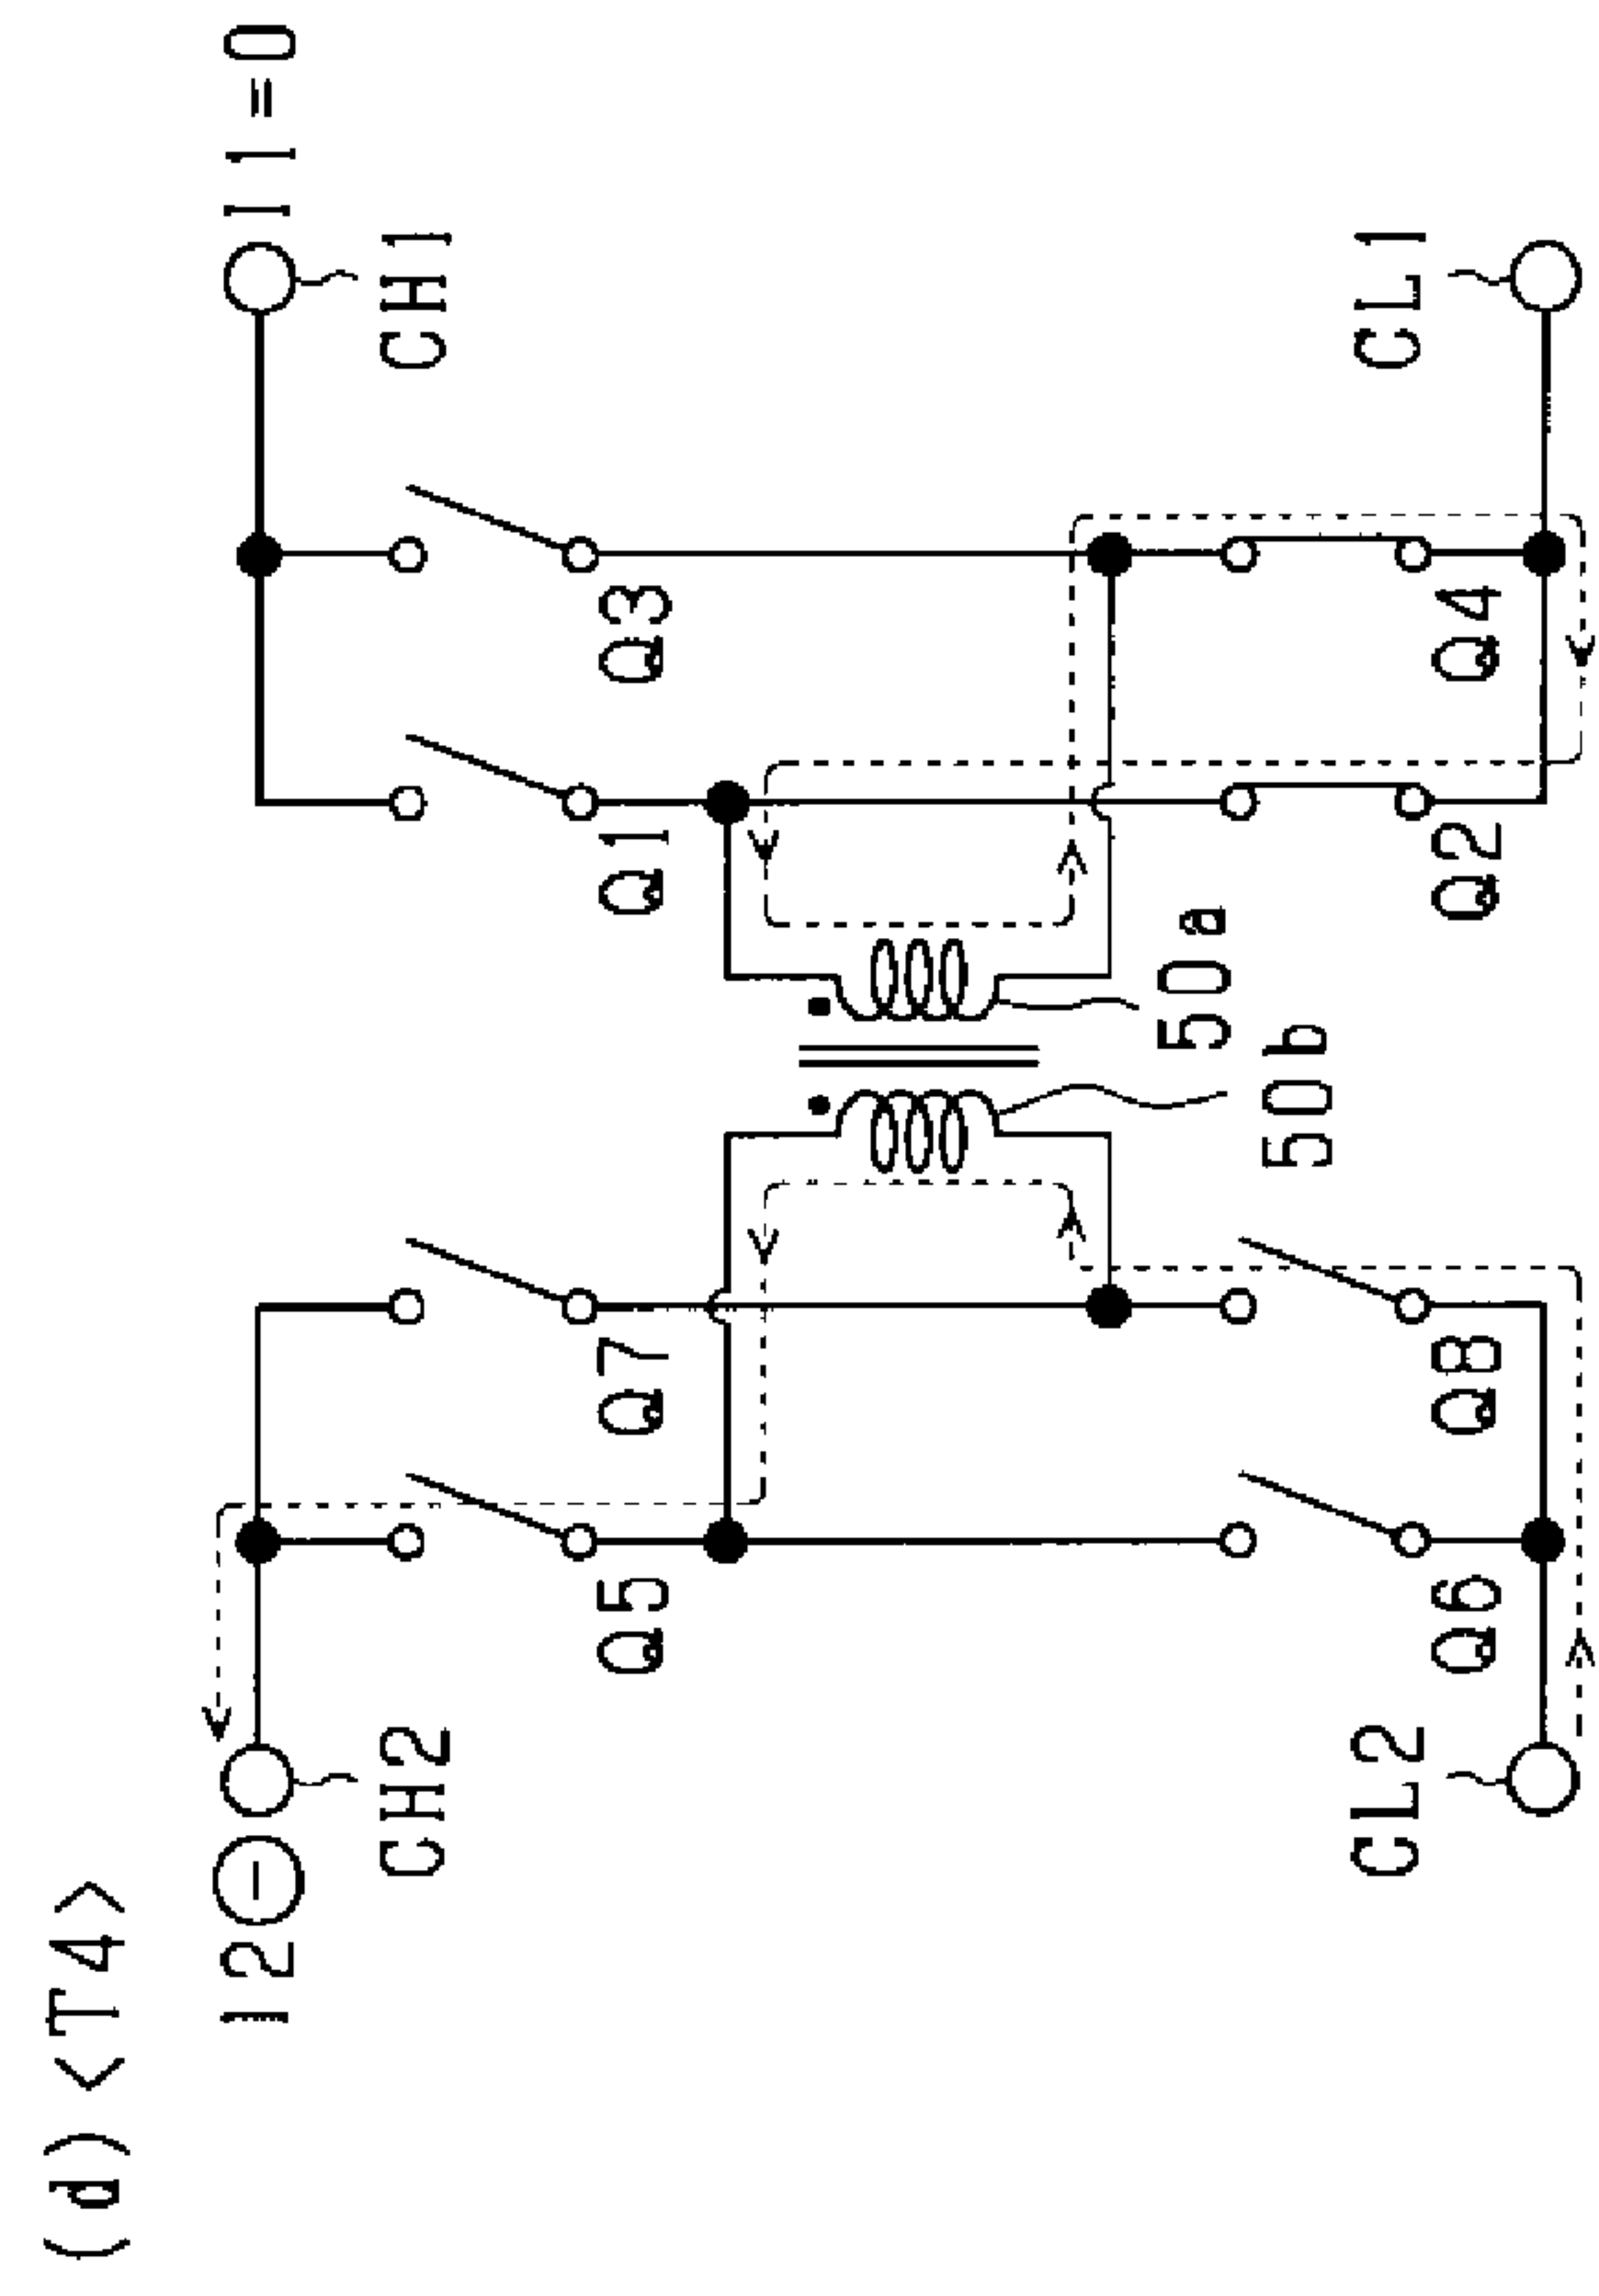 (d) <T4>
I2
I1=0
CH2
CH1
Q5
Q7
Q1
Q3
50a
50b
CL2
CL1
Q6
Q8
Q2
Q4